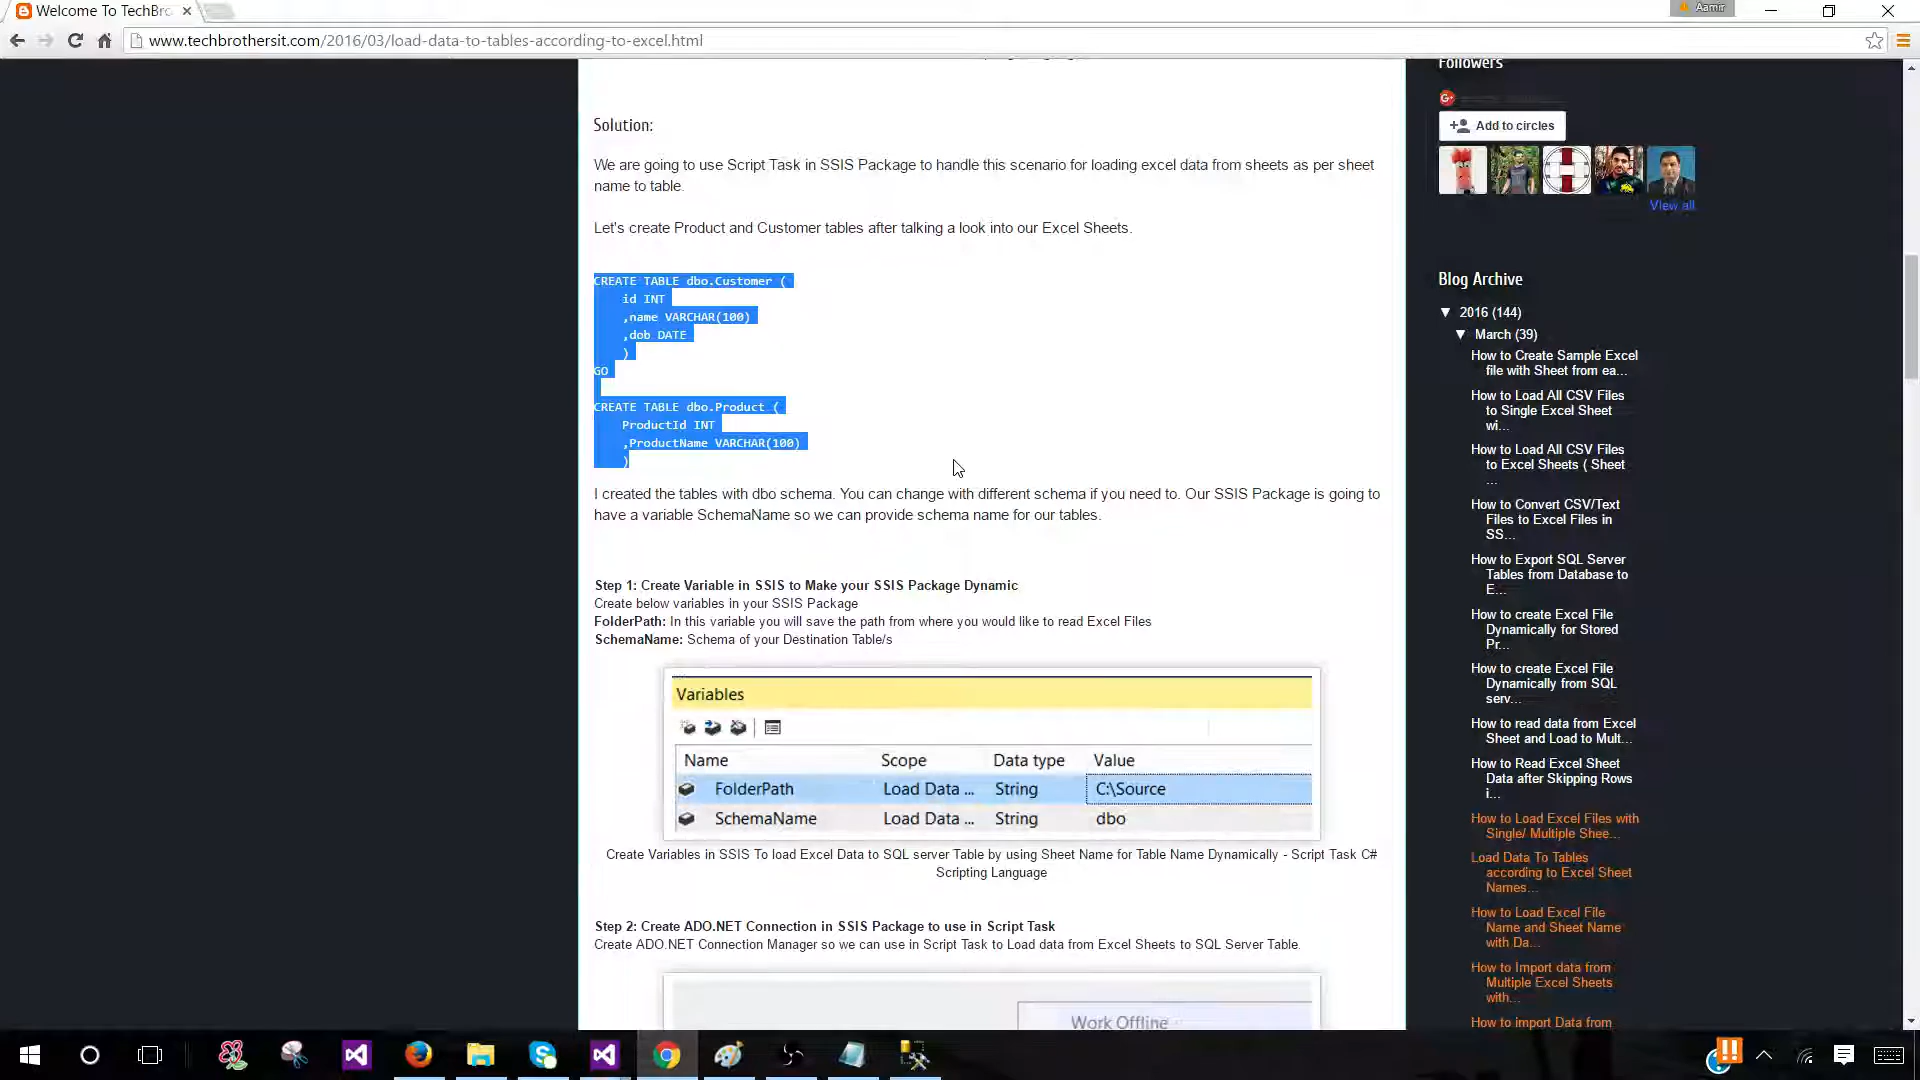 Welcome To TechBro
Aamir
www.techbrothersit.com/2016/03/load-data-to-tables-according-to-excel.html
Solution:
We are going to use Script Task in SSIS Package to handle this scenario for loading excel data from sheets as per sheet
name to table.
Let's create Product and Customer tables after talking a look into our Excel Sheets.
CREATE TABLE dbo.Customer (
id INT
,name VARCHAR(100)
,dob DATE
)
GO
CREATE TABLE dbo.Product (
ProductId INT
,ProductName VARCHAR(100)
)
I created the tables with dbo schema. You can change with different schema if you need to. Our SSIS Package is going to
have a variable SchemaName so we can provide schema name for our tables.
Step 1: Create Variable in SSIS to Make your SSIS Package Dynamic
Create below variables in your SSIS Package
FolderPath: In this variable you will save the path from where you would like to read Excel Files
SchemaName: Schema of your Destination Table/s
Variables
Name Scope Data type Value
FolderPath Load Data ... String C:\Source
SchemaName Load Data ... String dbo
Create Variables in SSIS To load Excel Data to SQL server Table by using Sheet Name for Table Name Dynamically - Script Task C#
Scripting Language
Step 2: Create ADO.NET Connection in SSIS Package to use in Script Task
Create ADO.NET Connection Manager so we can use in Script Task to Load data from Excel Sheets to SQL Server Table.
Work Offline
Followers
G+
Add to circles
View all
Blog Archive
▼ 2016 (144)
▼ March (39)
How to Create Sample Excel
file with Sheet from ea...
How to Load All CSV Files
to Single Excel Sheet
wi...
How to Load All CSV Files
to Excel Sheets ( Sheet
...
How to Convert CSV/Text
Files to Excel Files in
SS...
How to Export SQL Server
Tables from Database to
E...
How to create Excel File
Dynamically for Stored
Pr...
How to create Excel File
Dynamically from SQL
serv...
How to read data from Excel
Sheet and Load to Mult...
How to Read Excel Sheet
Data after Skipping Rows
i...
How to Load Excel Files with
Single/ Multiple Shee...
Load Data To Tables
according to Excel Sheet
Names...
How to Load Excel File
Name and Sheet Name
with Da...
How to Import data from
Multiple Excel Sheets
with...
How to import Data from